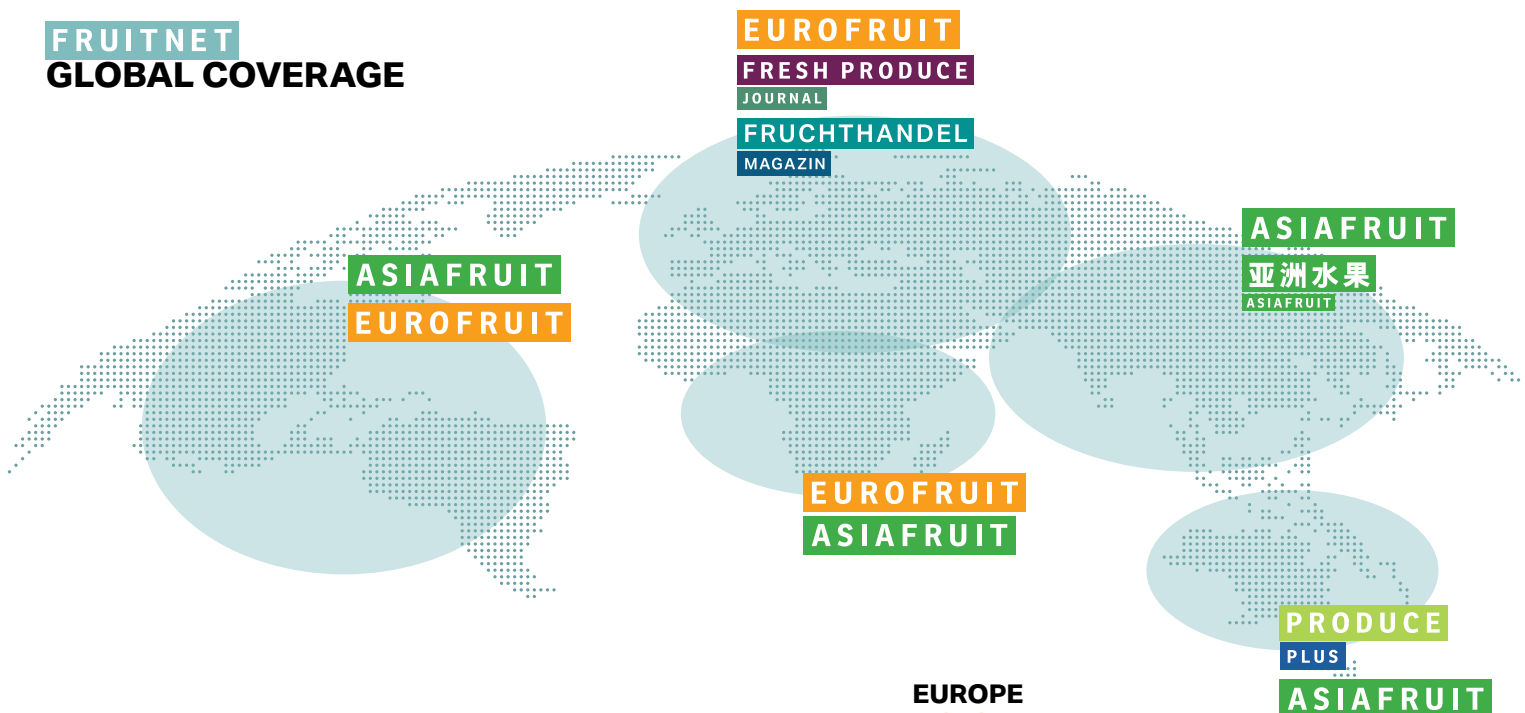 FRUITNET
GLOBAL COVERAGE
EUROFRUIT
FRESH PRODUCE
JOURNAL
FRUCHTHANDEL
MAGAZIN
ASIAFRUIT
EUROFRUIT
ASIAFRUIT
亚洲水果
ASIAFRUIT
EUROFRUIT
ASIAFRUIT
PRODUCE
PLUS
ASIAFRUIT
EUROPE